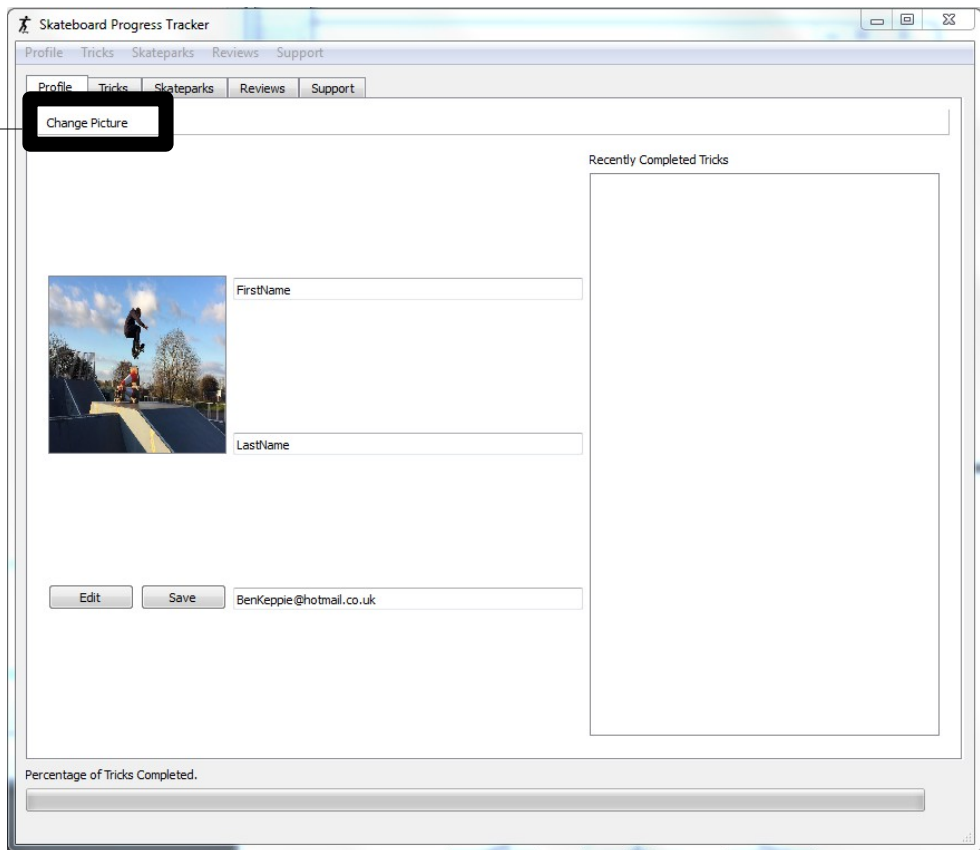 Skateboard Progress Tracker
Profile Tricks Skateparks Reviews Support
Profile Tricks Skateparks Reviews Support
Change Picture
Recently Completed Tricks
FirstName
LastName
Edit Save BenKeppie@hotmail.co.uk
Percentage of Tricks Completed.